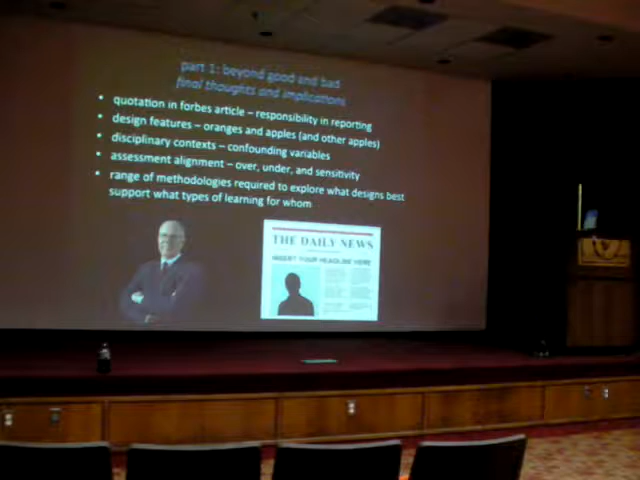 part 1: beyond good and bad
final thoughts and implications
• quotation in forbes article – responsibility in reporting
• design features – oranges and apples (and other apples)
• disciplinary contexts – confounding variables
• assessment alignment – over, under, and sensitivity
• range of methodologies required to explore what designs best
support what types of learning for whom
THE DAILY NEWS
INSERT YOUR HEADLINE HERE